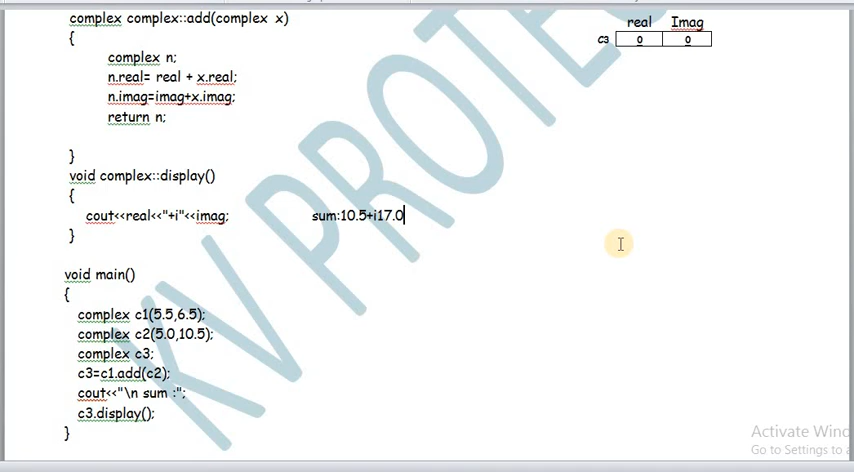 complex complex::add(complex x)
{
complex n;
n.real= real + x.real;
n.imag=imag+x.imag;
return n;
}
void complex::display()
{
cout<<real<<"+i"<<imag; sum:10.5+i17.0
}
void main()
{
complex c1(5.5,6.5);
complex c2(5.0,10.5);
complex c3;
c3=c1.add(c2);
cout<<"\n sum :";
c3.display();
}
real Imag
c3 0 0
KV PROTEC
Activate Wind
Go to Settings to a